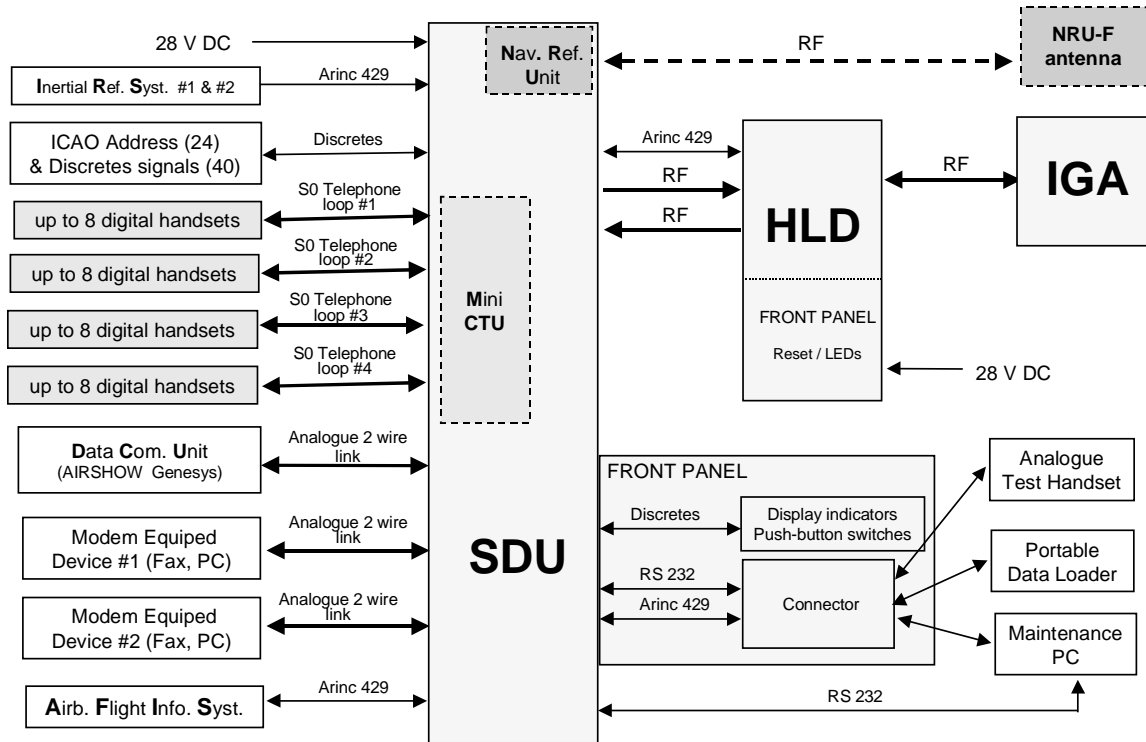 28 V DC
Arinc 429
Inertial Ref. Syst. #1 & #2
ICAO Address (24)
& Discretes signals (40)
Discretes
S0 Telephone
loop #1
up to 8 digital handsets
S0 Telephone
loop #2
up to 8 digital handsets
S0 Telephone
loop #3
up to 8 digital handsets
S0 Telephone
loop #4
up to 8 digital handsets
Data Com. Unit
(AIRSHOW Genesys)
Analogue 2 wire
link
Modem Equiped
Device #1 (Fax, PC)
Analogue 2 wire
link
Modem Equiped
Device #2 (Fax, PC)
Analogue 2 wire
link
Airb. Flight Info. Syst.
Arinc 429
Nav. Ref.
Unit
Mini
CTU
SDU
RF
NRU-F
antenna
Arinc 429
RF
RF
HLD
FRONT PANEL
Reset / LEDs
RF
IGA
28 V DC
FRONT PANEL
Discretes
Display indicators
Push-button switches
RS 232
Arinc 429
Connector
Analogue
Test Handset
Portable
Data Loader
Maintenance
PC
RS 232